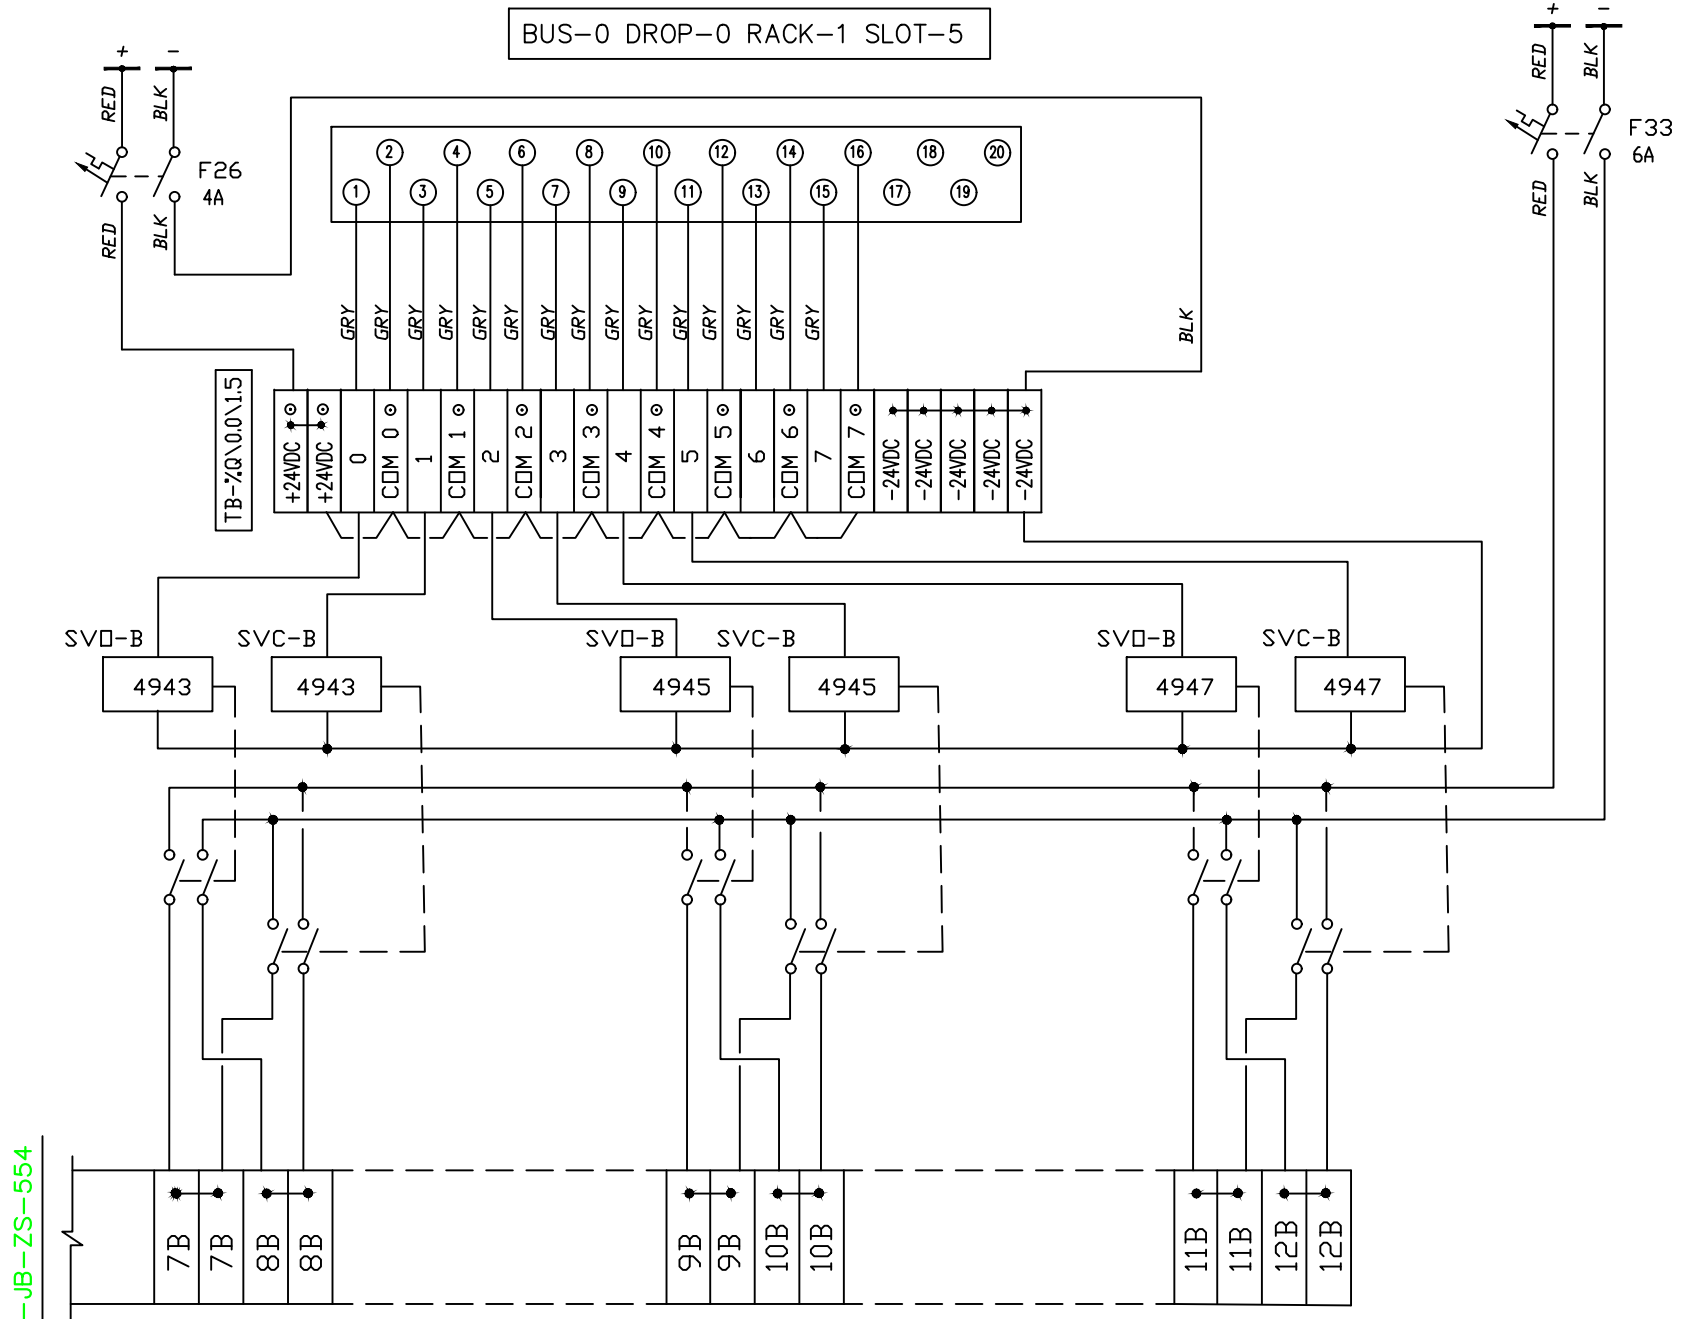 BUS-0 DROP-0 RACK-1 SLOT-5
+ -
+ -
RED BLK
RED BLK
F26
4A
F33
6A
RED BLK
RED BLK
2 4 6 8 10 12 14 16 18 20
1 3 5 7 9 11 13 15 17 19
GRY GRY GRY GRY GRY GRY GRY GRY GRY GRY GRY GRY GRY GRY GRY
BLK
TB-%Q\0.0\1.5
+24VDC
+24VDC
0
COM 0
1
COM 1
2
COM 2
3
COM 3
4
COM 4
5
COM 5
6
COM 6
7
COM 7
-24VDC
-24VDC
-24VDC
-24VDC
-24VDC
SVO-B SVC-B SVO-B SVC-B SVO-B SVC-B
4943 4943 4945 4945 4947 4947
-JB-ZS-554
7B 7B 8B 8B 9B 9B 10B 10B 11B 11B 12B 12B